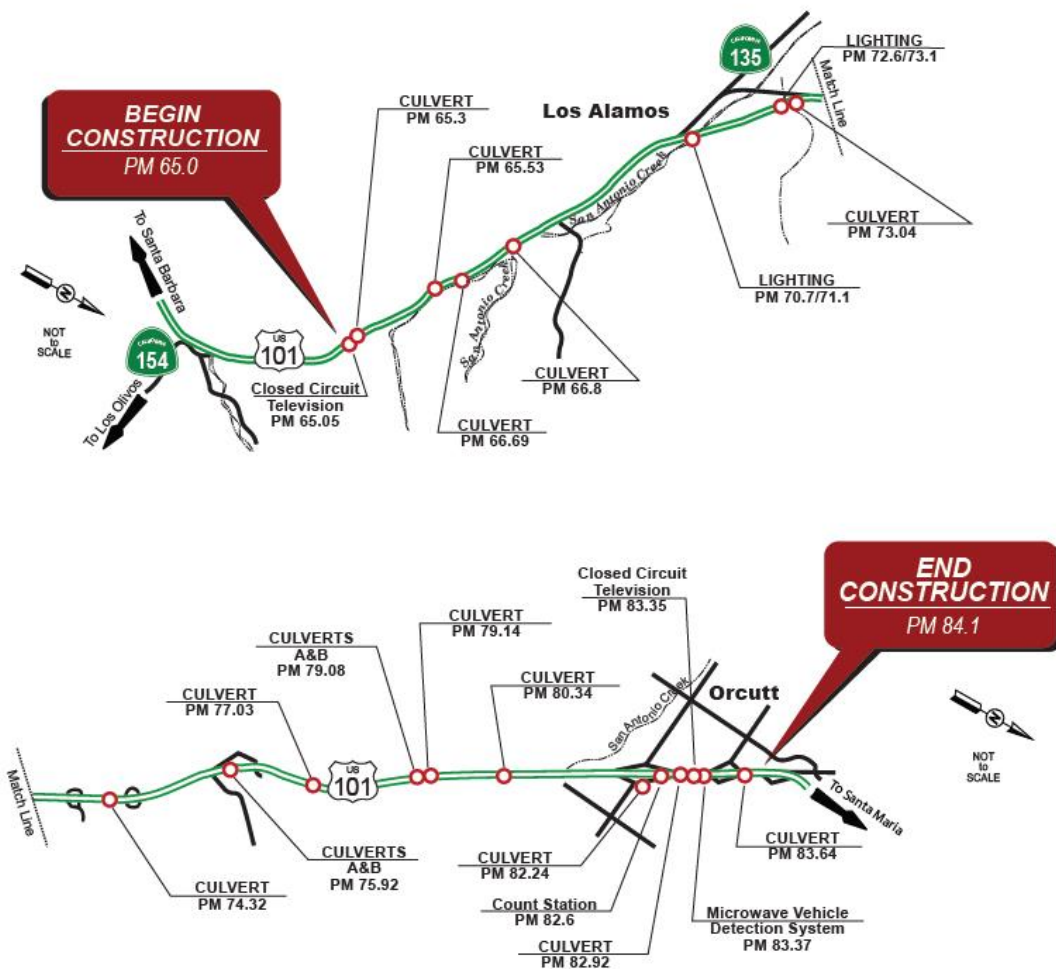 BEGIN
CONSTRUCTION
PM 65.0
CULVERT
PM 65.3
CULVERT
PM 65.53
Los Alamos
CALIFORNIA
135
LIGHTING
PM 72.6/73.1
Match Line
San Antonio Creek
CULVERT
PM 73.04
LIGHTING
PM 70.7/71.1
To Santa Barbara
N
NOT
to
SCALE
CALIFORNIA
154
To Los Olivos
US
101
Closed Circuit
Television
PM 65.05
San Antonio Creek
CULVERT
PM 66.8
CULVERT
PM 66.69
Closed Circuit
Television
PM 83.35
END
CONSTRUCTION
PM 84.1
CULVERT
PM 79.14
CULVERTS
A&B
PM 79.08
CULVERT
PM 77.03
CULVERT
PM 80.34
San Antonio Creek
Orcutt
N
NOT
to
SCALE
Match Line
US
101
To Santa Maria
CULVERT
PM 74.32
CULVERTS
A&B
PM 75.92
CULVERT
PM 82.24
Count Station
PM 82.6
CULVERT
PM 82.92
Microwave Vehicle
Detection System
PM 83.37
CULVERT
PM 83.64